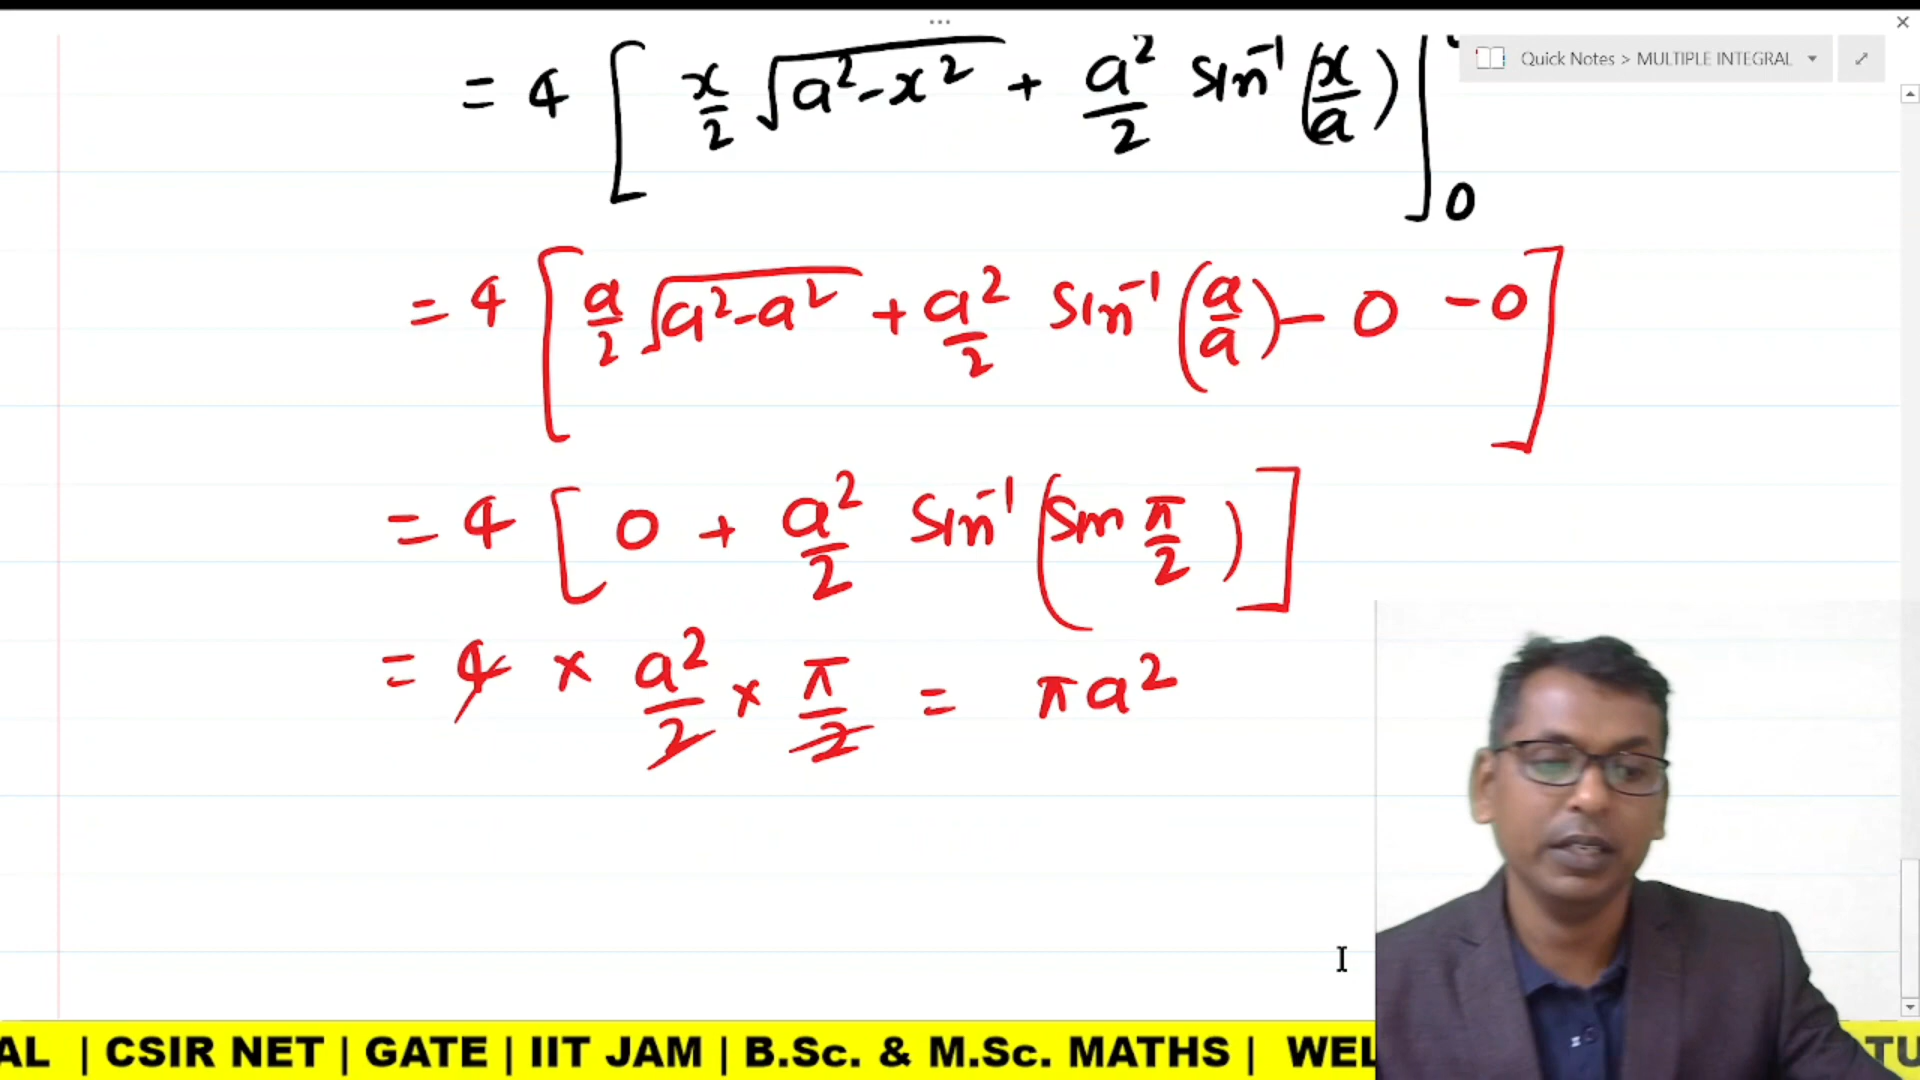 Quick Notes > MULTIPLE INTEGRAL
= 4 [ x/2 √(a²-x²) + a²/2 sin⁻¹ (x/a) ]₀
= 4 [ a/2 √(a²-a²) + a²/2 sin⁻¹ (a/a) - 0 - 0 ]
= 4 [ 0 + a²/2 sin⁻¹ (sin π/2 ) ]
= 4 × a²/2 × π/2 = πa²
AL | CSIR NET | GATE | IIT JAM | B.Sc. & M.Sc. MATHS | WEL